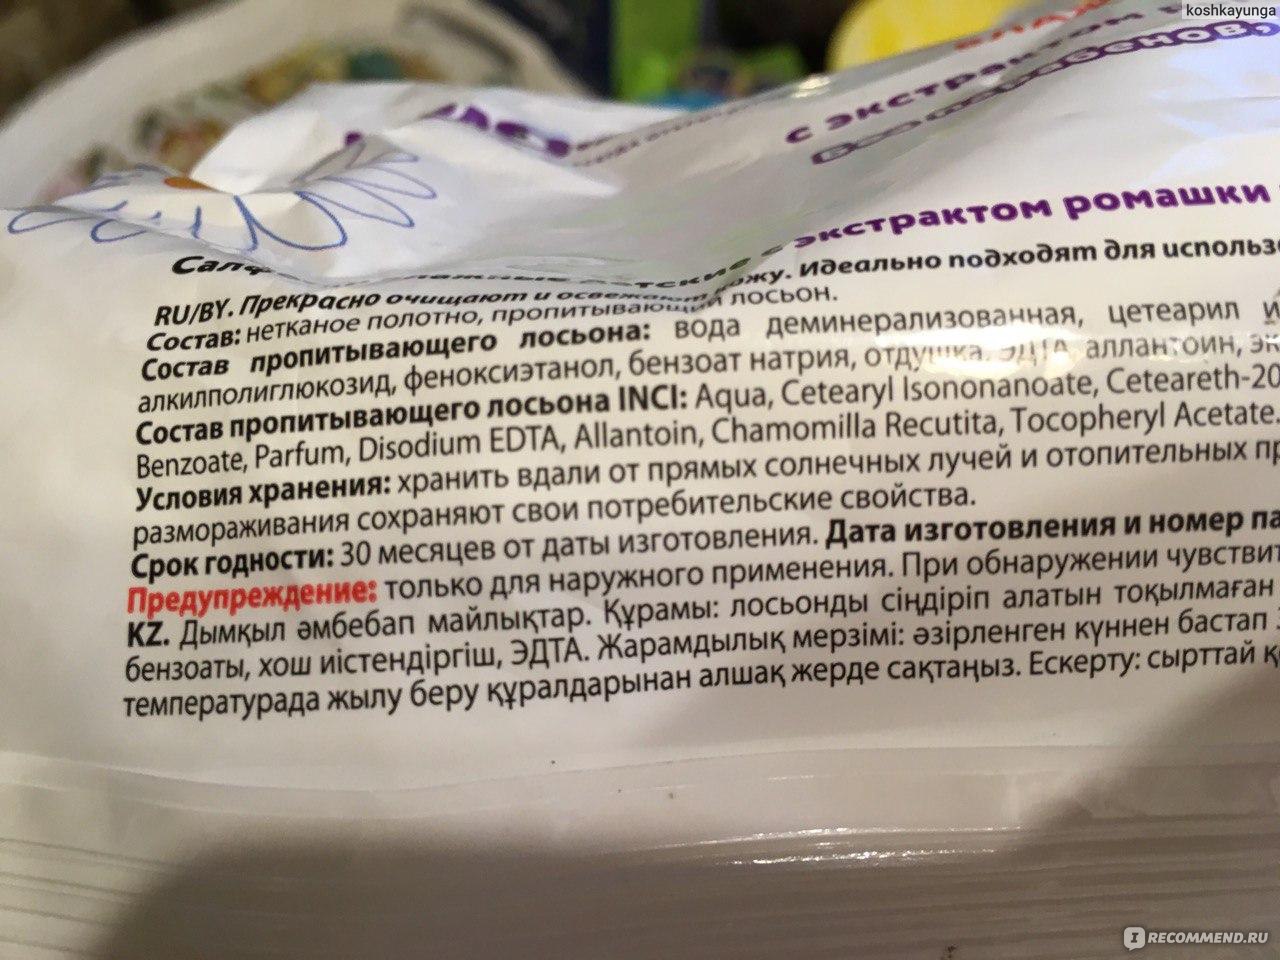 koshkayunga
с экстрактом
экстрактом ромашки
RU/BY. Прекрасно очищают и освежают кожу. Идеально подходят для использо
Состав: нетканое полотно, пропитывающий лосьон.
Состав пропитывающего лосьона: вода деминерализованная, цетеарил и
алкилполиглюкозид, феноксиэтанол, бензоат натрия, отдушка, ЭДТА, аллантоин, эк
Состав пропитывающего лосьона INCI: Aqua, Cetearyl Isononanoate, Ceteareth-20
Benzoate, Parfum, Disodium EDTA, Allantoin, Chamomilla Recutita, Tocopheryl Acetate.
Условия хранения: хранить вдали от прямых солнечных лучей и отопительных пр
размораживания сохраняют свои потребительские свойства.
Срок годности: 30 месяцев от даты изготовления. Дата изготовления и номер па
Предупреждение: только для наружного применения. При обнаружении чувствит
KZ. Дымқыл әмбебап майлықтар. Құрамы: лосьонды сіңдіріп алатын тоқылмаған
бензоаты, хош иістендіргіш, ЭДТА. Жарамдылық мерзімі: әзірленген күннен бастап
температурада жылу беру құралдарынан алшақ жерде сақтаңыз. Ескерту: сырттай қ
IRECOMMEND.RU